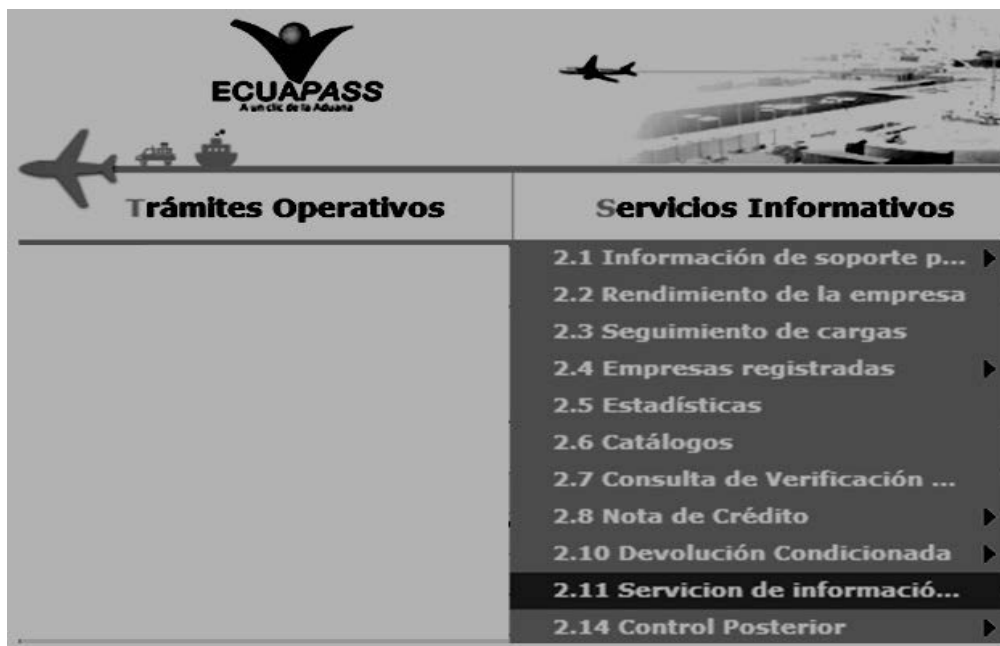 ECUAPASS
A un clic de la Aduana
Trámites Operativos
Servicios Informativos
2.1 Información de soporte p...
2.2 Rendimiento de la empresa
2.3 Seguimiento de cargas
2.4 Empresas registradas
2.5 Estadísticas
2.6 Catálogos
2.7 Consulta de Verificación ...
2.8 Nota de Crédito
2.10 Devolución Condicionada
2.11 Servicion de informació...
2.14 Control Posterior